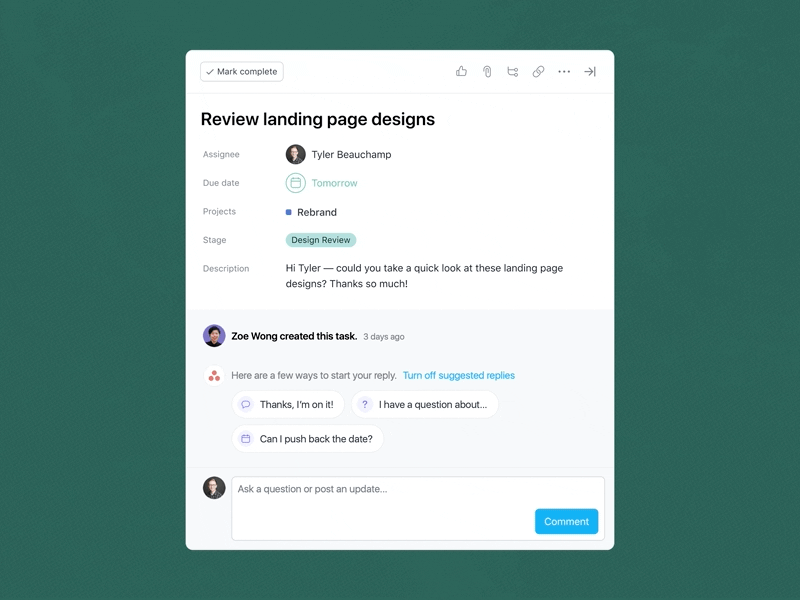 Mark complete
Review landing page designs
Assignee
Tyler Beauchamp
Due date
Tomorrow
Projects
Rebrand
Stage
Design Review
Description
Hi Tyler — could you take a quick look at these landing page
designs? Thanks so much!
Zoe Wong created this task. 3 days ago
Here are a few ways to start your reply. Turn off suggested replies
Thanks, I'm on it!
? I have a question about...
Can I push back the date?
Ask a question or post an update...
Comment